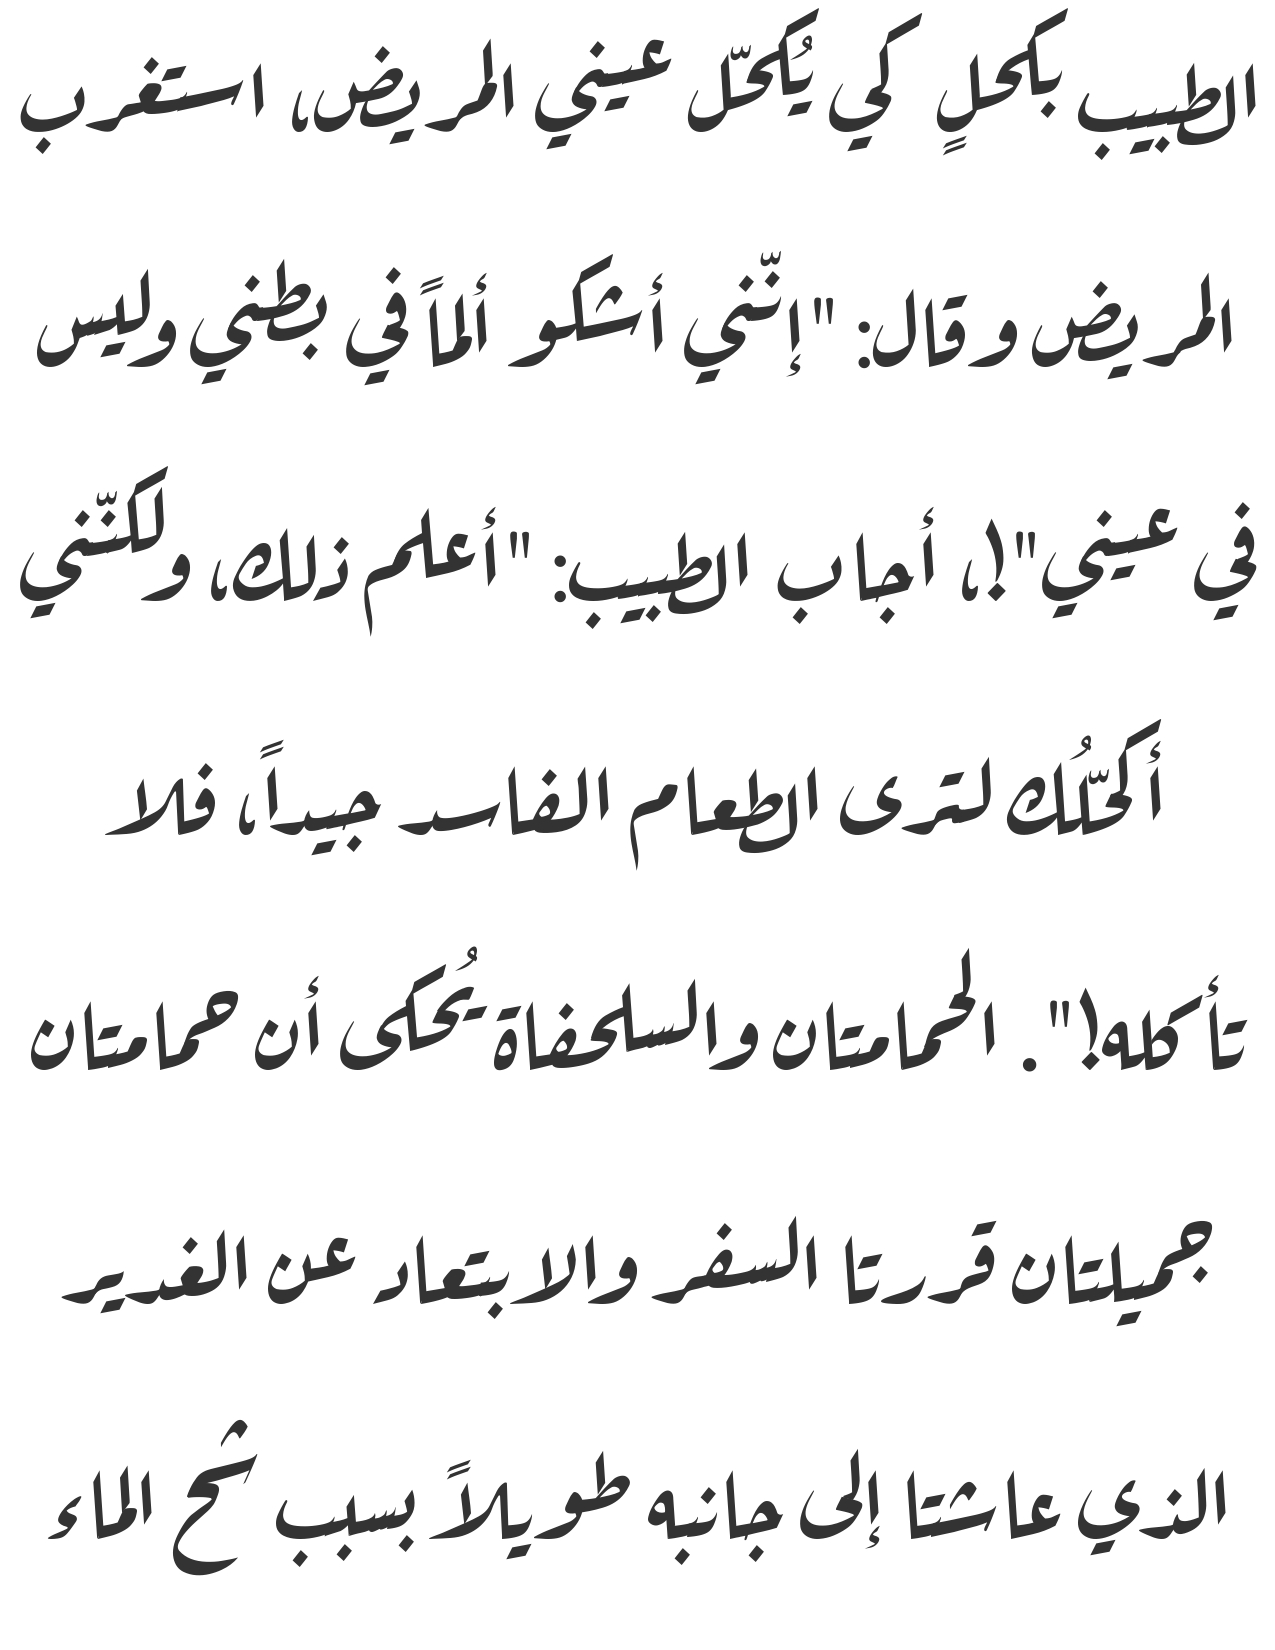 الطبيب بكحلٍ كي يُكحّل عيني المريض، استغرب
المريض وقال: "إنّني أشكو ألماً في بطني وليس
في عيني"!، أجاب الطبيب: "أعلم ذلك، ولكنّني
أكحّلُك لترى الطعام الفاسد جيداً، فلا
تأكله!". الحمامتان والسلحفاة يُحكى أن حمامتان
جميلتان قررتا السفر والابتعاد عن الغدير
الذي عاشتا إلى جانبه طويلاً بسبب شح الماء